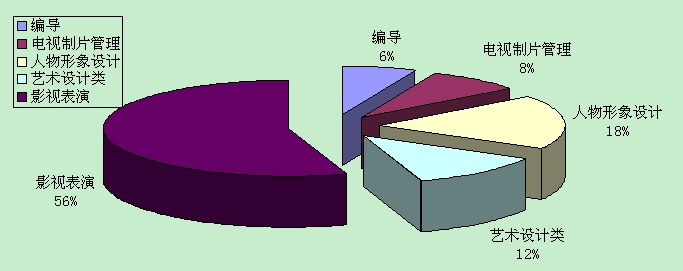 编导
电视制片管理
人物形象设计
艺术设计类
影视表演
编导
6%
电视制片管理
8%
人物形象设计
18%
艺术设计类
12%
影视表演
56%